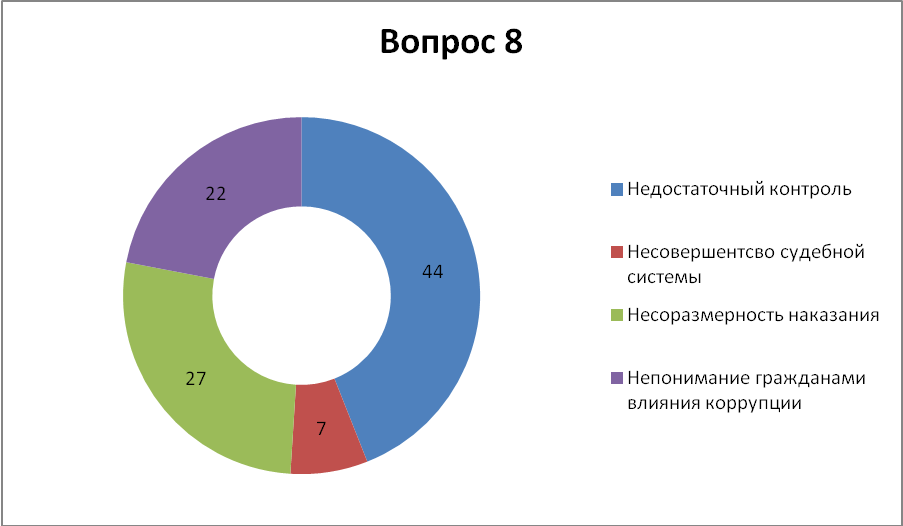 Вопрос 8
22
44
27
7
Недостаточный контроль
Несовершентсво судебной
системы
Несоразмерность наказания
Непонимание гражданами
влияния коррупции